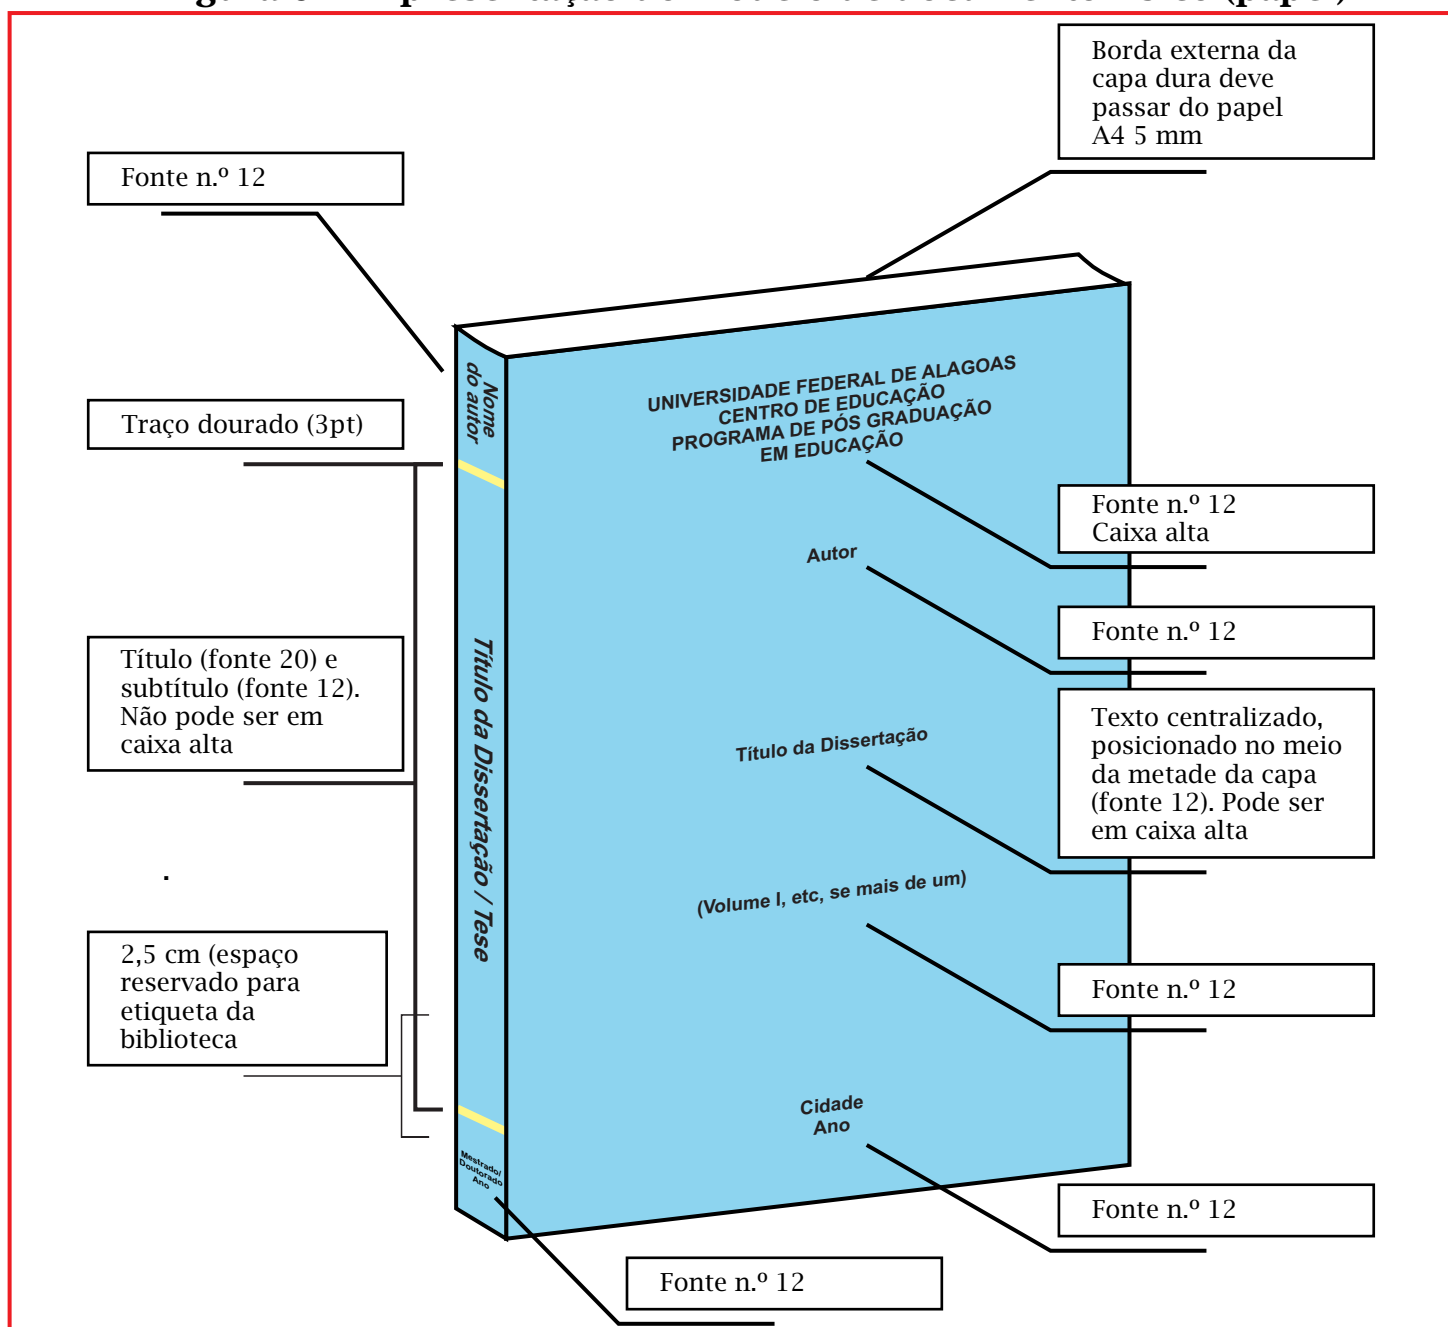 Borda externa da
capa dura deve
passar do papel
A4 5 mm
Fonte n.º 12
Nome
do autor
UNIVERSIDADE FEDERAL DE ALAGOAS
CENTRO DE EDUCAÇÃO
PROGRAMA DE PÓS GRADUAÇÃO
EM EDUCAÇÃO
Traço dourado (3pt)
Fonte n.º 12
Caixa alta
Autor
Fonte n.º 12
Título (fonte 20) e
subtítulo (fonte 12).
Não pode ser em
caixa alta
Título da Dissertação / Tese
Título da Dissertação
Texto centralizado,
posicionado no meio
da metade da capa
(fonte 12). Pode ser
em caixa alta
.
(Volume I, etc, se mais de um)
2,5 cm (espaço
reservado para
etiqueta da
biblioteca
Fonte n.º 12
Cidade
Ano
Mestrado/
Doutorado
Ano
Fonte n.º 12
Fonte n.º 12